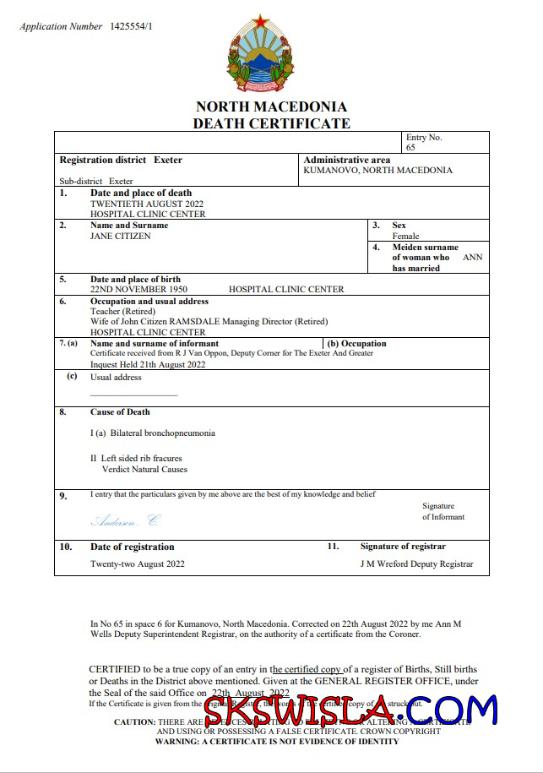 Application Number 1425554/1
NORTH MACEDONIA
DEATH CERTIFICATE
Entry No.
65
Registration district Exeter
Administrative area
KUMANOVO, NORTH MACEDONIA
Sub-district Exeter
1. Date and place of death
TWENTIETH AUGUST 2022
HOSPITAL CLINIC CENTER
2. Name and Surname
JANE CITIZEN
3. Sex
Female
4. Meiden surname
of woman who ANN
has married
5. Date and place of birth
22ND NOVEMBER 1950 HOSPITAL CLINIC CENTER
6. Occupation and usual address
Teacher (Retired)
Wife of John Citizen RAMSDALE Managing Director (Retired)
HOSPITAL CLINIC CENTER
7. (a) Name and surname of informant (b) Occupation
Certificate received from R J Van Oppon, Deputy Corner for The Exeter And Greater
Inquest Held 21th August 2022
(c) Usual address
8. Cause of Death
I (a) Bilateral bronchopneumonia
II Left sided rib fracures
Verdict Natural Causes
9. I entry that the particulars given by me above are the best of my knowledge and belief
Anderson C.
Signature
of Informant
10. Date of registration
11. Signature of registrar
Twenty-two August 2022
J M Wreford Deputy Registrar
In No 65 in space 6 for Kumanovo, North Macedonia. Corrected on 22th August 2022 by me Ann M
Wells Deputy Superintendent Registrar, on the authority of a certificate from the Coroner.
CERTIFIED to be a true copy of an entry in the certified copy of a register of Births, Still births
or Deaths in the District above mentioned. Given at the GENERAL REGISTER OFFICE, under
the Seal of the said Office on 22th August 2022
If the Certificate is given from the original Register, the words of the certified copy of struck out.
SKSWISLA.COM
CAUTION: THERE ARE
AND USING OR POSSESSING A FALSE CERTIFICATE. CROWN COPYRIGHT
WARNING: A CERTIFICATE IS NOT EVIDENCE OF IDENTITY